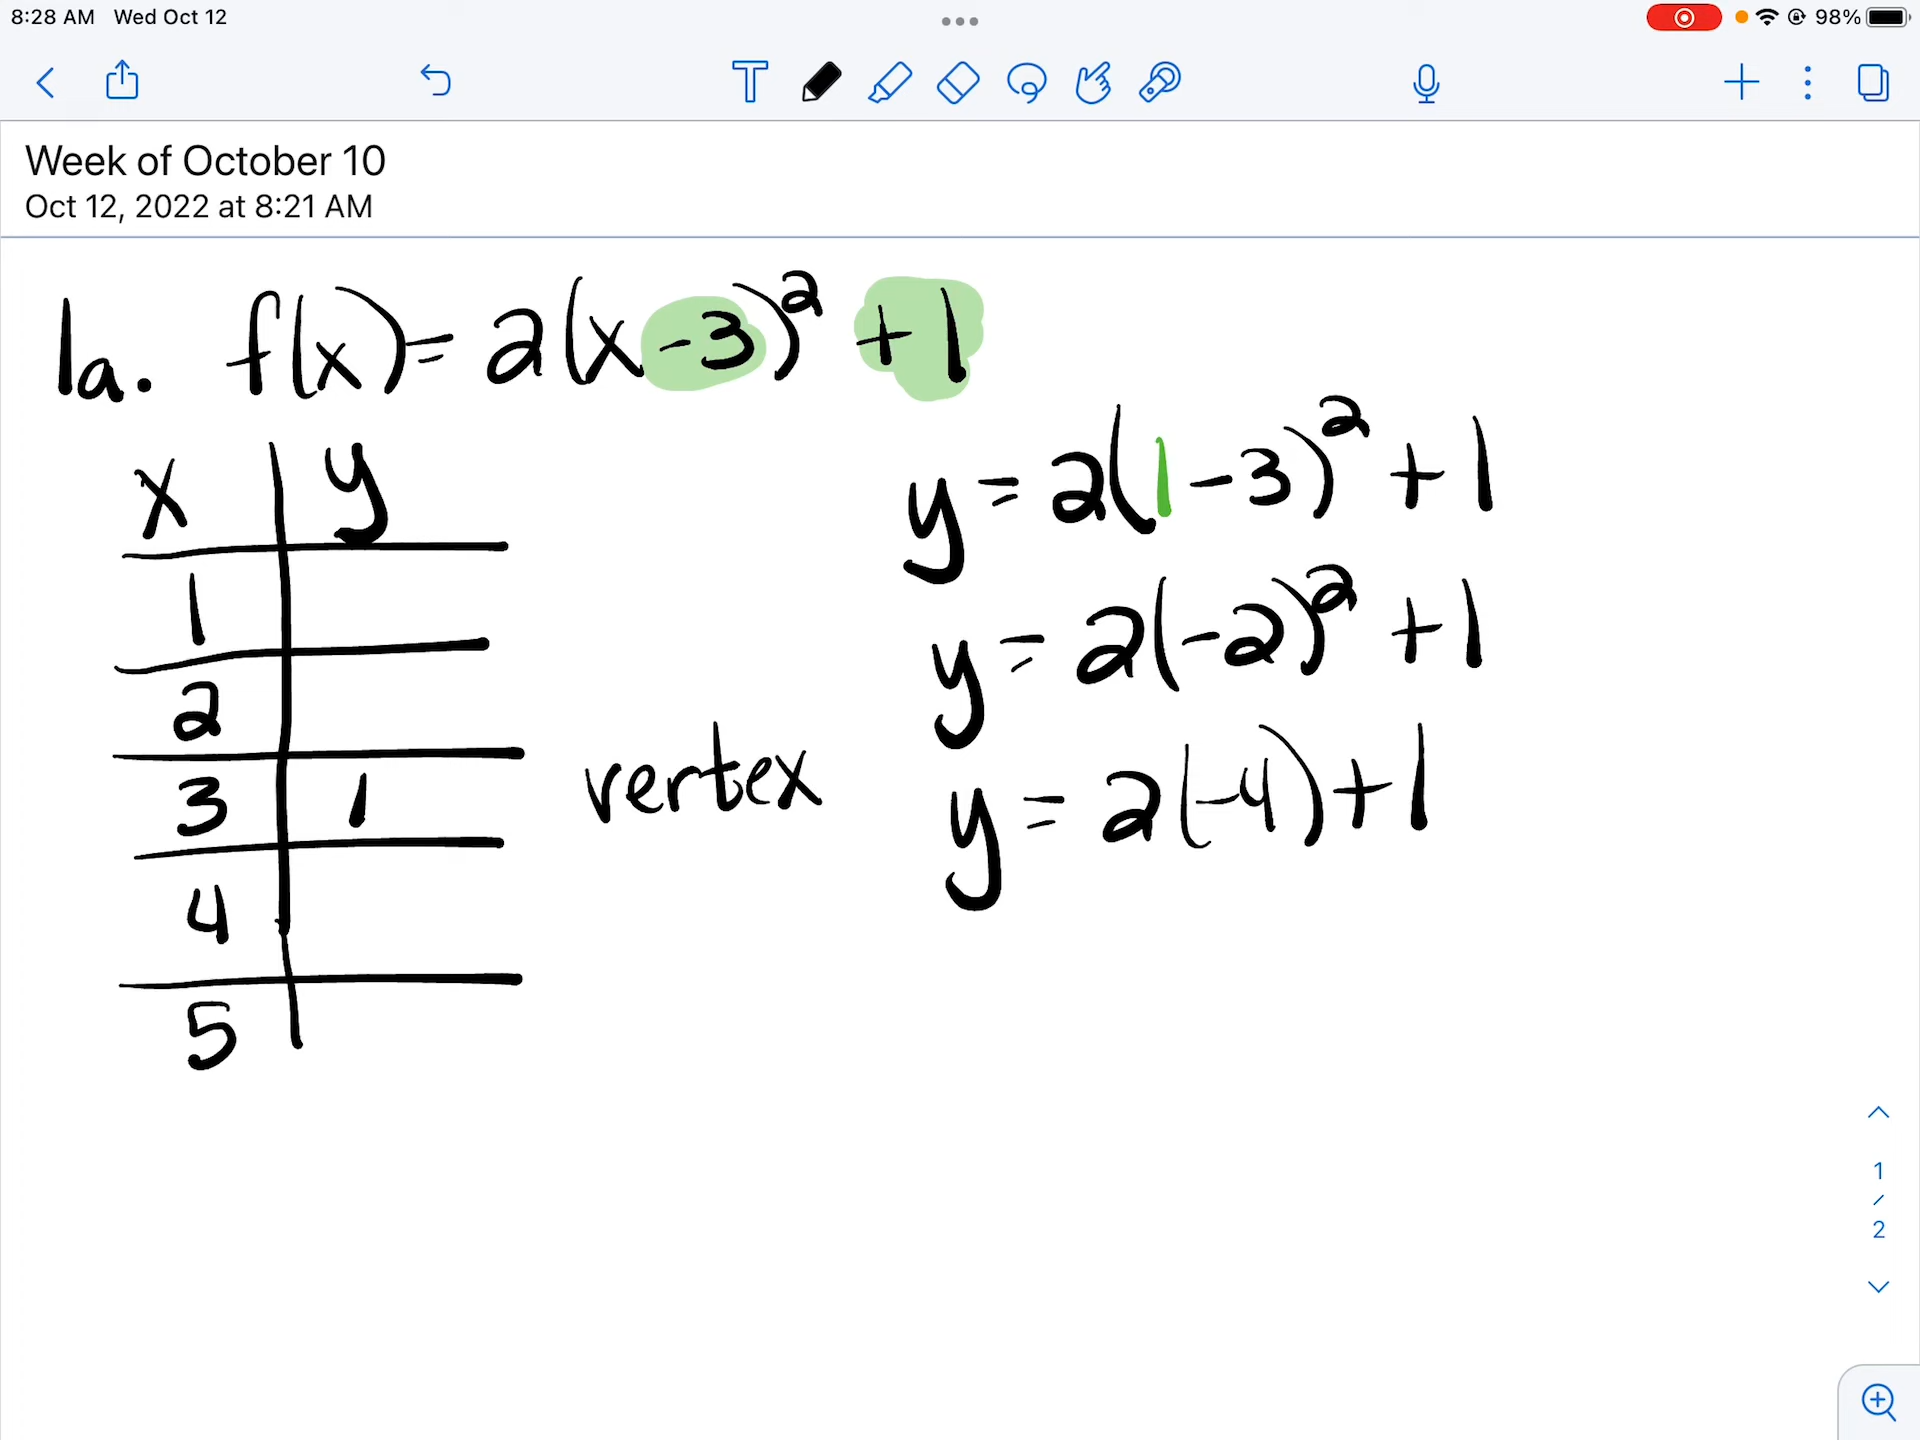 8:28 AM Wed Oct 12
98%
Week of October 10
Oct 12, 2022 at 8:21 AM
1a. f(x) = 2(x-3)² +1
x y
1
2
3 1 vertex
4
5
y = 2(1-3)² +1
y = 2(-2)² +1
y = 2(-4)+1
1
/
2